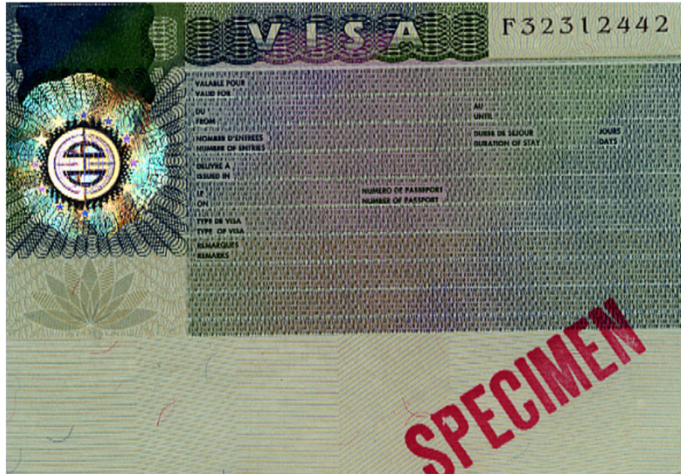 VISA
F32312442
VALABLE POUR
VALID FOR
DU
FROM
AU
UNTIL
NOMBRE D'ENTREES
NUMBER OF ENTRIES
DUREE DE SEJOUR
DURATION OF STAY
JOURS
DAYS
DELIVRE A
ISSUED IN
LE
ON
NUMERO DE PASSEPORT
NUMBER OF PASSPORT
TYPE DE VISA
TYPE OF VISA
REMARQUES
REMARKS
SPECIMEN